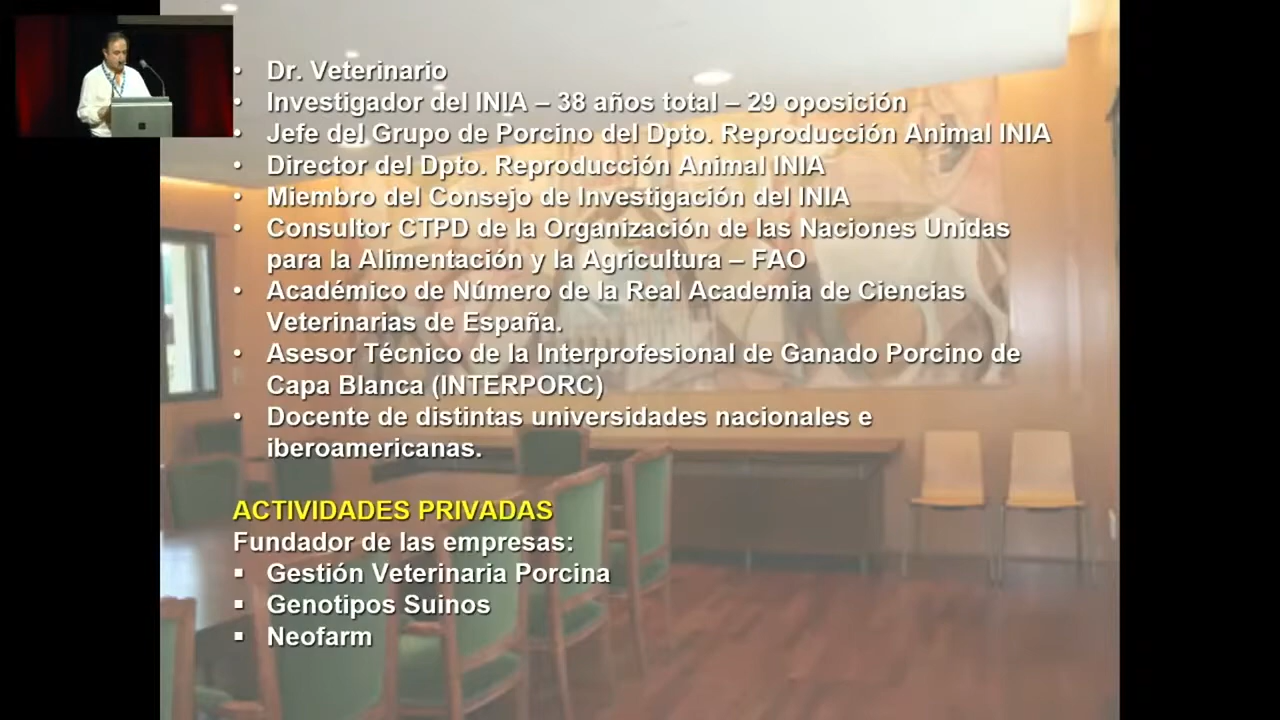 • Dr. Veterinario
• Investigador del INIA – 38 años total – 29 oposición
• Jefe del Grupo de Porcino del Dpto. Reproducción Animal INIA
• Director del Dpto. Reproducción Animal INIA
• Miembro del Consejo de Investigación del INIA
• Consultor CTPD de la Organización de las Naciones Unidas
para la Alimentación y la Agricultura – FAO
• Académico de Número de la Real Academia de Ciencias
Veterinarias de España.
• Asesor Técnico de la Interprofesional de Ganado Porcino de
Capa Blanca (INTERPORC)
• Docente de distintas universidades nacionales e
iberoamericanas.
ACTIVIDADES PRIVADAS
Fundador de las empresas:
▪ Gestión Veterinaria Porcina
▪ Genotipos Suinos
▪ Neofarm